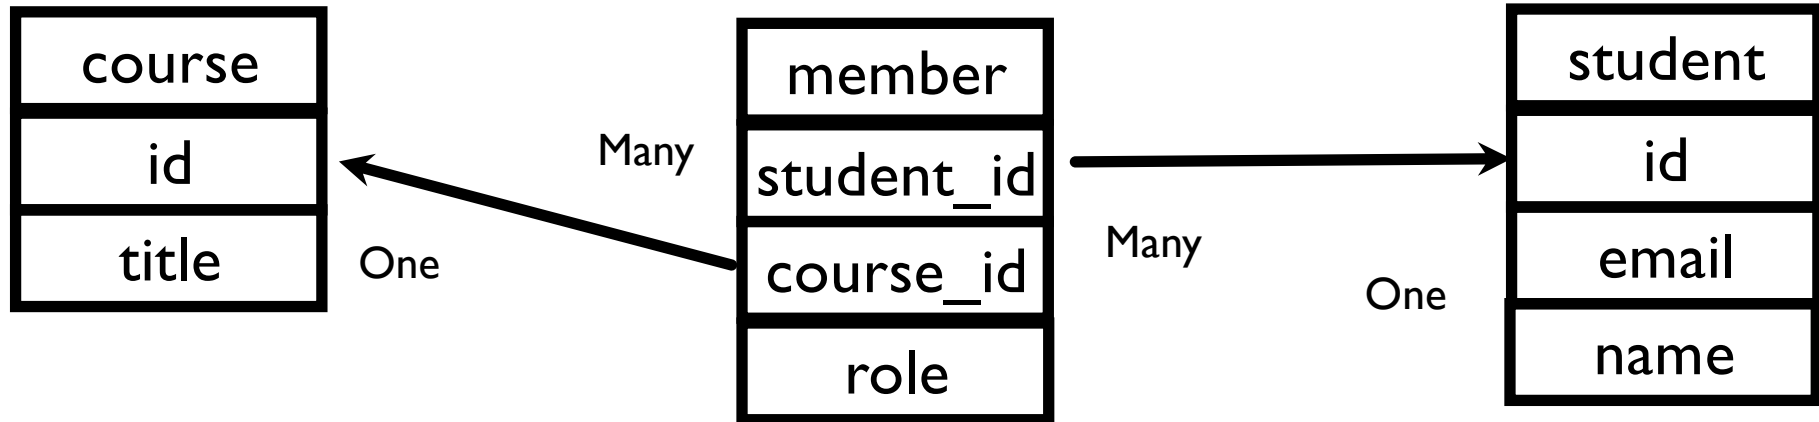 course
id
title
One
Many
member
student_id
course_id
role
Many
One
student
id
email
name